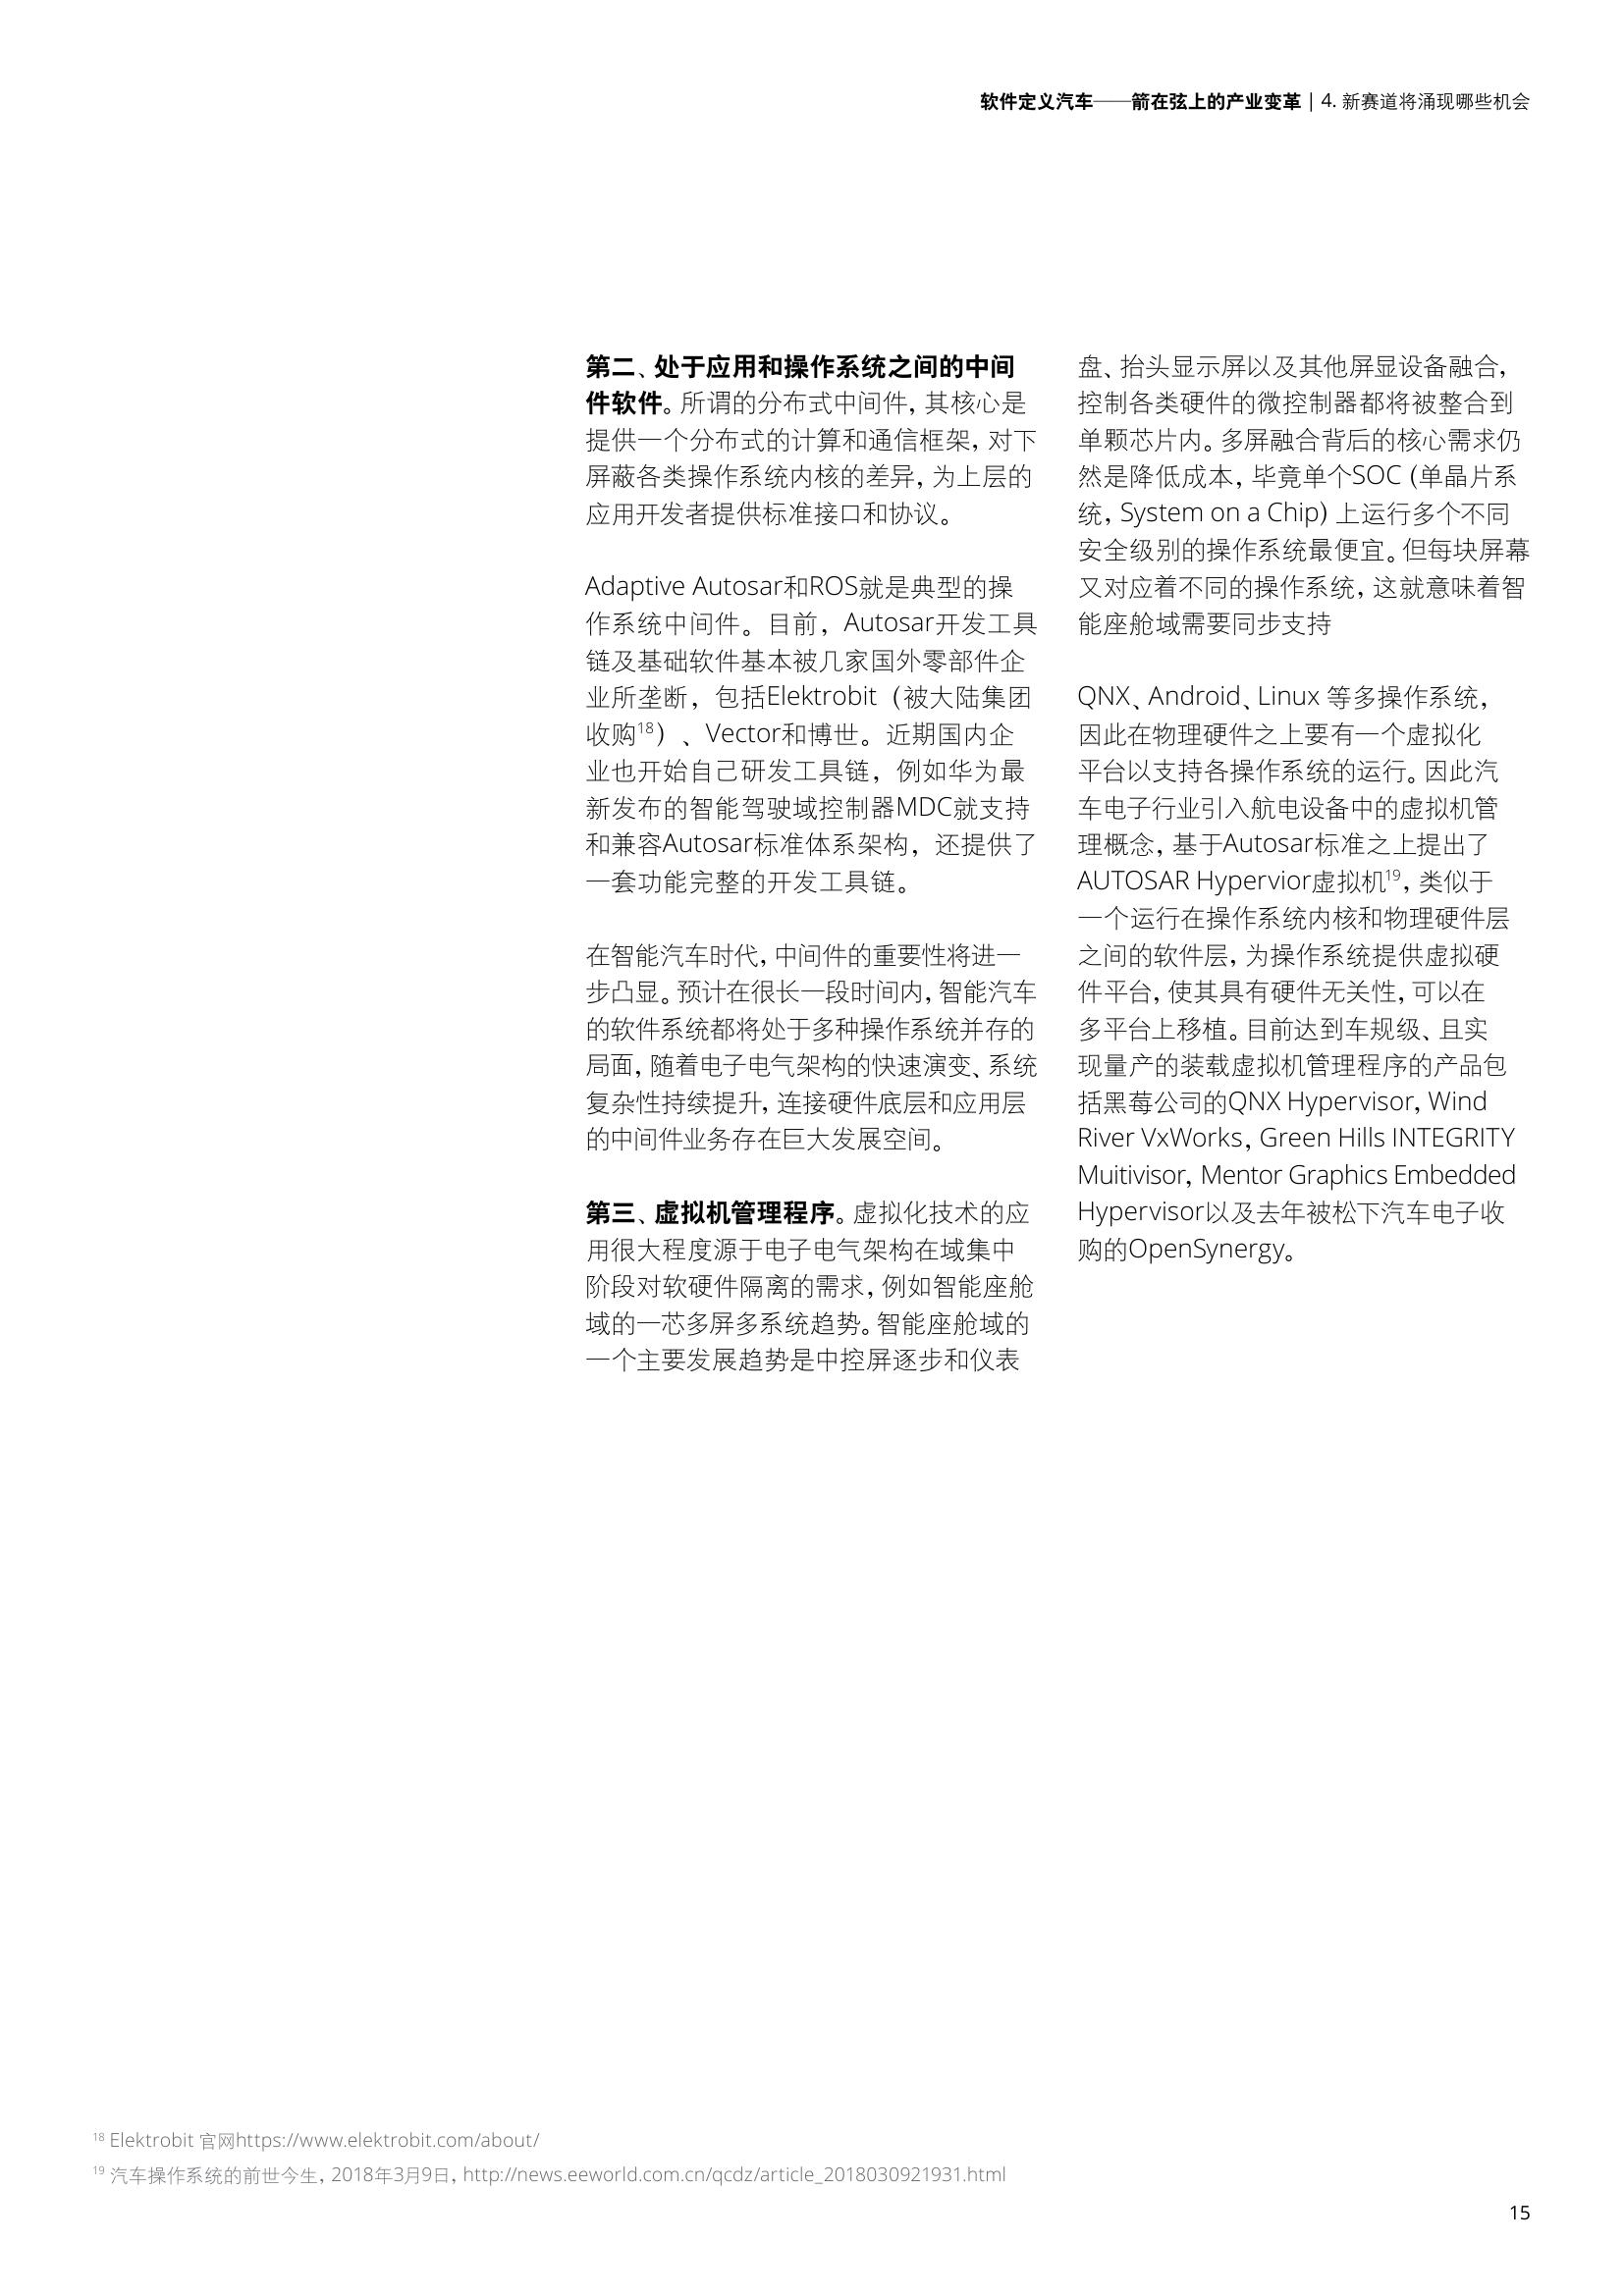 软件定义汽车——箭在弦上的产业变革 | 4. 新赛道将涌现哪些机会
第二、处于应用和操作系统之间的中间
件软件。所谓的分布式中间件，其核心是
提供一个分布式的计算和通信框架，对下
屏蔽各类操作系统内核的差异，为上层的
应用开发者提供标准接口和协议。
Adaptive Autosar和ROS就是典型的操
作系统中间件。目前，Autosar开发工具
链及基础软件基本被几家国外零部件企
业所垄断，包括Elektrobit（被大陆集团
收购18）、Vector和博世。近期国内企
业也开始自己研发工具链，例如华为最
新发布的智能驾驶域控制器MDC就支持
和兼容Autosar标准体系架构，还提供了
一套功能完整的开发工具链。
在智能汽车时代，中间件的重要性将进一
步凸显。预计在很长一段时间内，智能汽车
的软件系统都将处于多种操作系统并存的
局面，随着电子电气架构的快速演变、系统
复杂性持续提升，连接硬件底层和应用层
的中间件业务存在巨大发展空间。
第三、虚拟机管理程序。虚拟化技术的应
用很大程度源于电子电气架构在域集中
阶段对软硬件隔离的需求，例如智能座舱
域的一芯多屏多系统趋势。智能座舱域的
一个主要发展趋势是中控屏逐步和仪表
盘、抬头显示屏以及其他屏显设备融合，
控制各类硬件的微控制器都将被整合到
单颗芯片内。多屏融合背后的核心需求仍
然是降低成本，毕竟单个SOC (单晶片系
统，System on a Chip) 上运行多个不同
安全级别的操作系统最便宜。但每块屏幕
又对应着不同的操作系统，这就意味着智
能座舱域需要同步支持
QNX、Android、Linux 等多操作系统，
因此在物理硬件之上要有一个虚拟化
平台以支持各操作系统的运行。因此汽
车电子行业引入航电设备中的虚拟机管
理概念，基于Autosar标准之上提出了
AUTOSAR Hypervior虚拟机19，类似于
一个运行在操作系统内核和物理硬件层
之间的软件层，为操作系统提供虚拟硬
件平台，使其具有硬件无关性，可以在
多平台上移植。目前达到车规级、且实
现量产的装载虚拟机管理程序的产品包
括黑莓公司的QNX Hypervisor，Wind
River VxWorks，Green Hills INTEGRITY
Muitivisor，Mentor Graphics Embedded
Hypervisor以及去年被松下汽车电子收
购的OpenSynergy。
18 Elektrobit 官网https://www.elektrobit.com/about/
19 汽车操作系统的前世今生，2018年3月9日，http://news.eeworld.com.cn/qcdz/article_2018030921931.html
15